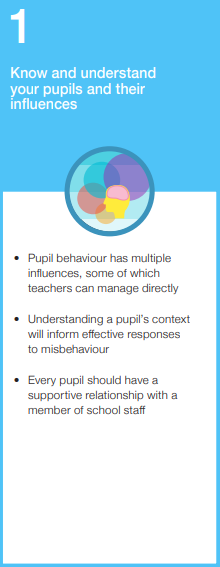 1
Know and understand
your pupils and their
influences
• Pupil behaviour has multiple
influences, some of which
teachers can manage directly
• Understanding a pupil's context
will inform effective responses
to misbehaviour
• Every pupil should have a
supportive relationship with a
member of school staff